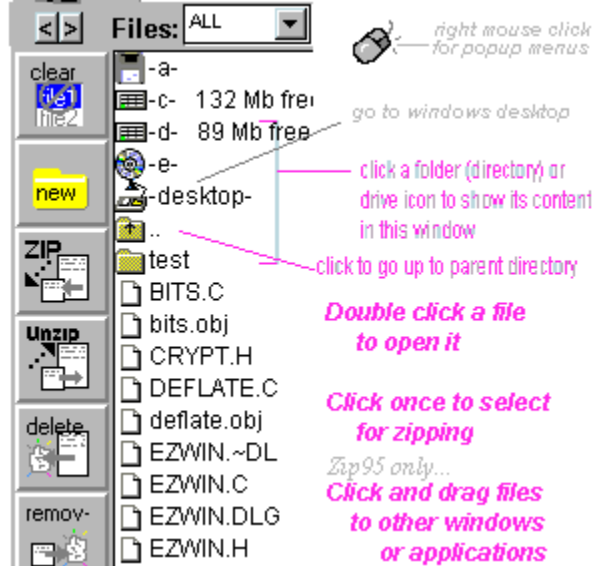 < >
Files: ALL
right mouse click
for popup menus
clear
file1
file2
-a-
-c- 132 Mb free
-d- 89 Mb free
go to windows desktop
-e-
new
-desktop-
click a folder (directory) or
drive icon to show its content
in this window
..
click to go up to parent directory
ZIP
test
BITS.C
bits.obj
Double click a file
to open it
Unzip
CRYPT.H
DEFLATE.C
deflate.obj
Click once to select
for zipping
delete
EZWIN.~DL
EZWIN.C
Zip95 only...
Click and drag files
to other windows
or applications
remov-
EZWIN.DLG
EZWIN.H